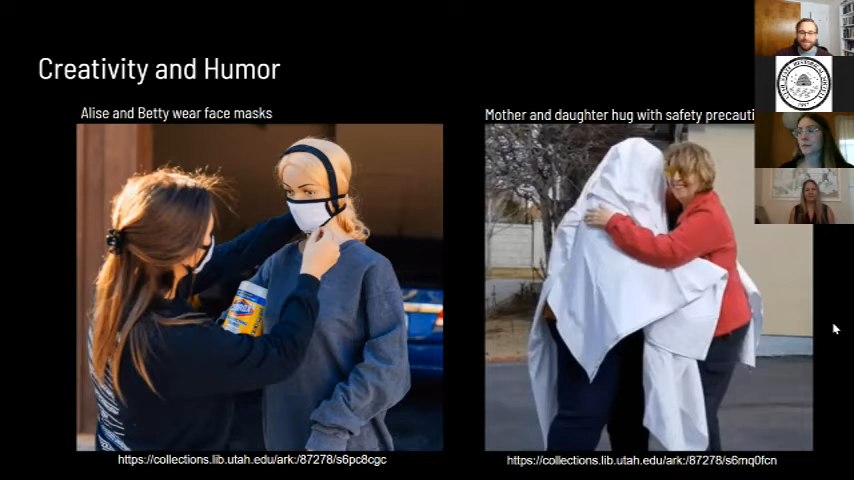 Creativity and Humor
Alise and Betty wear face masks
Mother and daughter hug with safety precauti
https://collections.lib.utah.edu/ark:/87278/s6pc8cgc
https://collections.lib.utah.edu/ark:/87278/s6mq0fcn